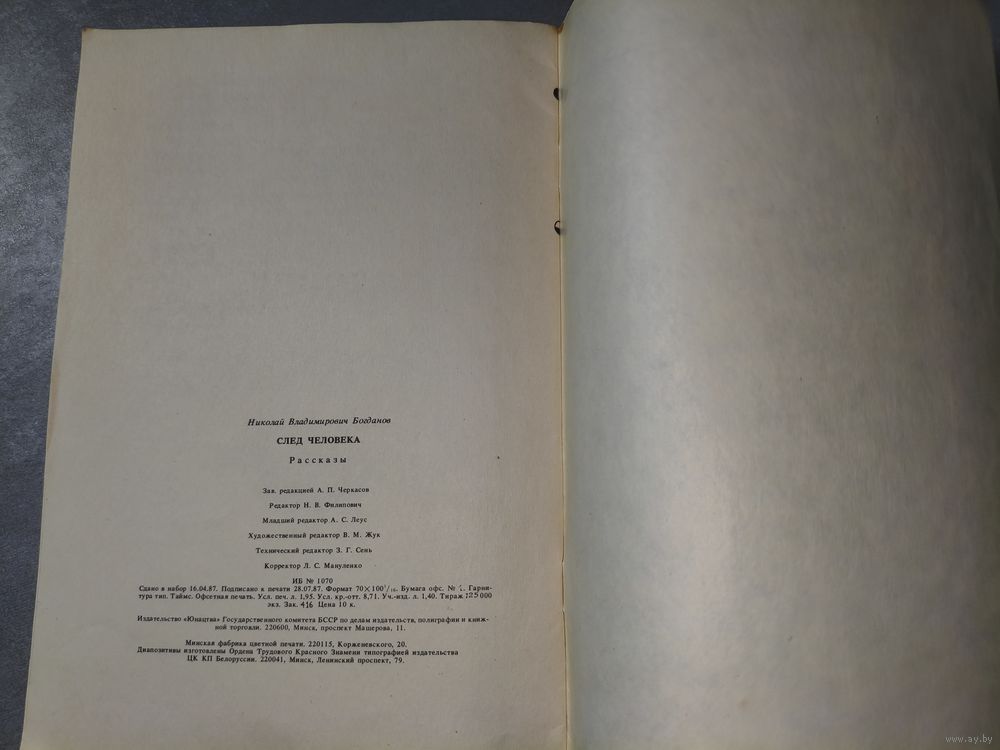 Николай Владимирович Богданов
СЛЕД ЧЕЛОВЕКА
Рассказы
Зав. редакцией А. П. Черкасов
Редактор Н. В. Филипович
Младший редактор А. С. Леус
Художественный редактор В. М. Жук
Технический редактор З. Г. Сень
Корректор Л. С. Мануленко
ИБ № 1070
Сдано в набор 16.04.87. Подписано к печати 28.07.87. Формат 70×100¹/₁₆. Бумага офс. № Гарни-
тура тип. Таймс. Офсетная печать. Усл. печ. л. 1,95. Усл. кр.-отт. 8,71. Уч.-изд. л. 1,40. Тираж 125 000
экз. Зак. 416 Цена 10 к.
Издательство «Юнацтва» Государственного комитета БССР по делам издательств, полиграфии и книж-
ной торговли. 220600, Минск, проспект Машерова, 11.
Минская фабрика цветной печати. 220115, Корженевского, 20.
Диапозитивы изготовлены Ордена Трудового Красного Знамени типографией издательства
ЦК КП Белоруссии. 220041, Минск, Ленинский проспект, 79.
www.ay.by